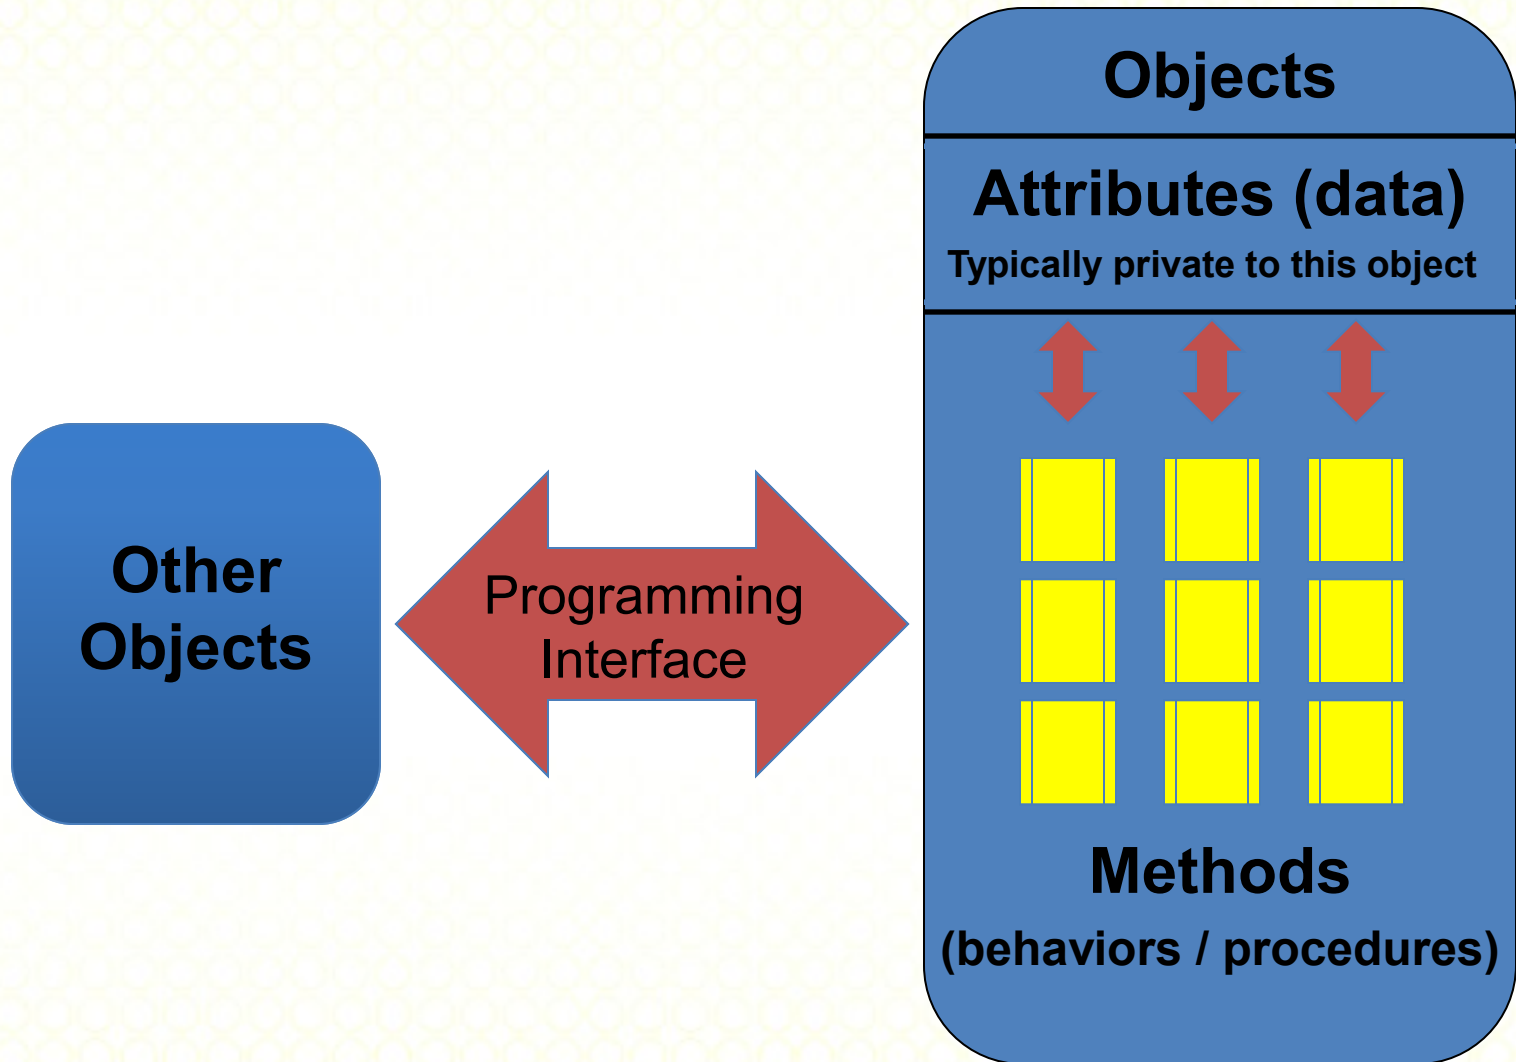 Objects
Attributes (data)
Typically private to this object
Other
Objects
Programming
Interface
Methods
(behaviors / procedures)